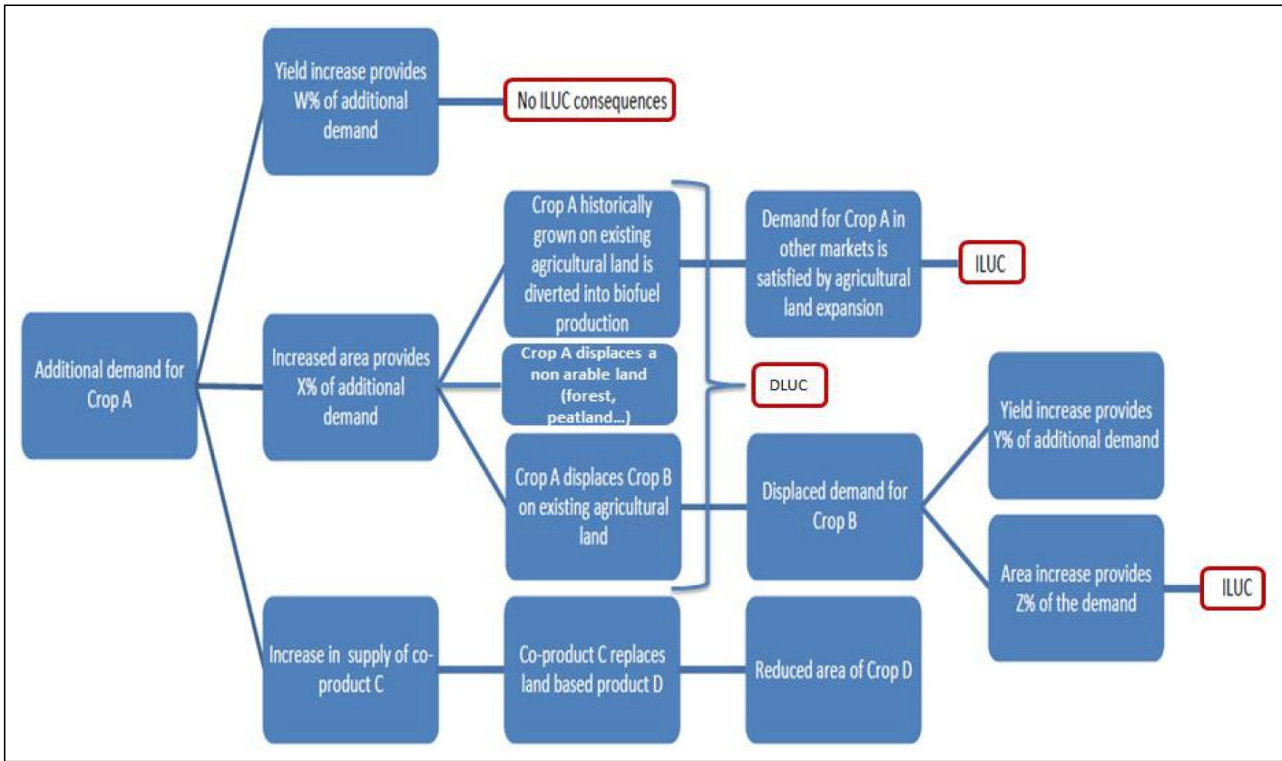 Yield increase provides
W% of additional
demand
No ILUC consequences
Crop A historically
grown on existing
agricultural land is
diverted into biofuel
production
Demand for Crop A in
other markets is
satisfied by agricultural
land expansion
ILUC
Additional demand for
Crop A
Increased area provides
X% of additional
demand
Crop A displaces a
non arable land
(forest,
peatland...)
DLUC
Yield increase provides
Y% of additional demand
Crop A displaces Crop B
on existing agricultural
land
Displaced demand for
Crop B
Area increase provides
Z% of the demand
ILUC
Increase in supply of co-
product C
Co-product C replaces
land based product D
Reduced area of Crop D